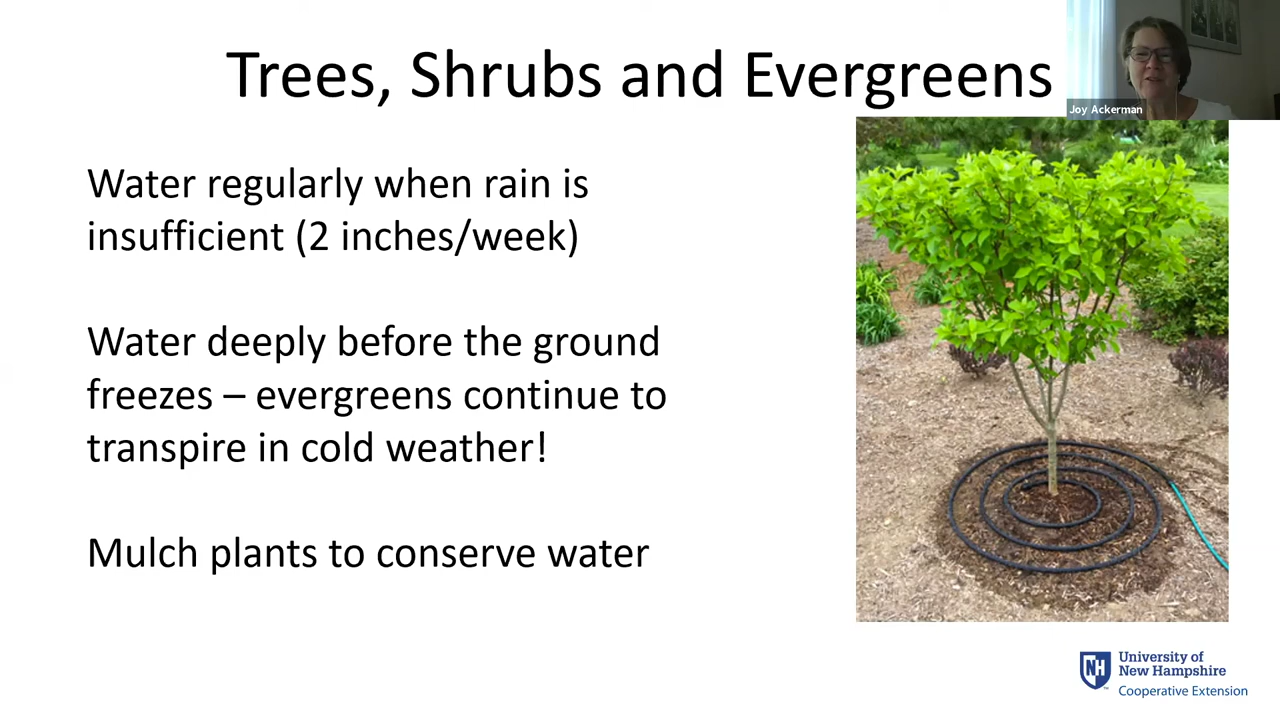 Trees, Shrubs and Evergreens
Joy Ackerman
Water regularly when rain is
insufficient (2 inches/week)
Water deeply before the ground
freezes – evergreens continue to
transpire in cold weather!
Mulch plants to conserve water
NH
University of
New Hampshire
Cooperative Extension